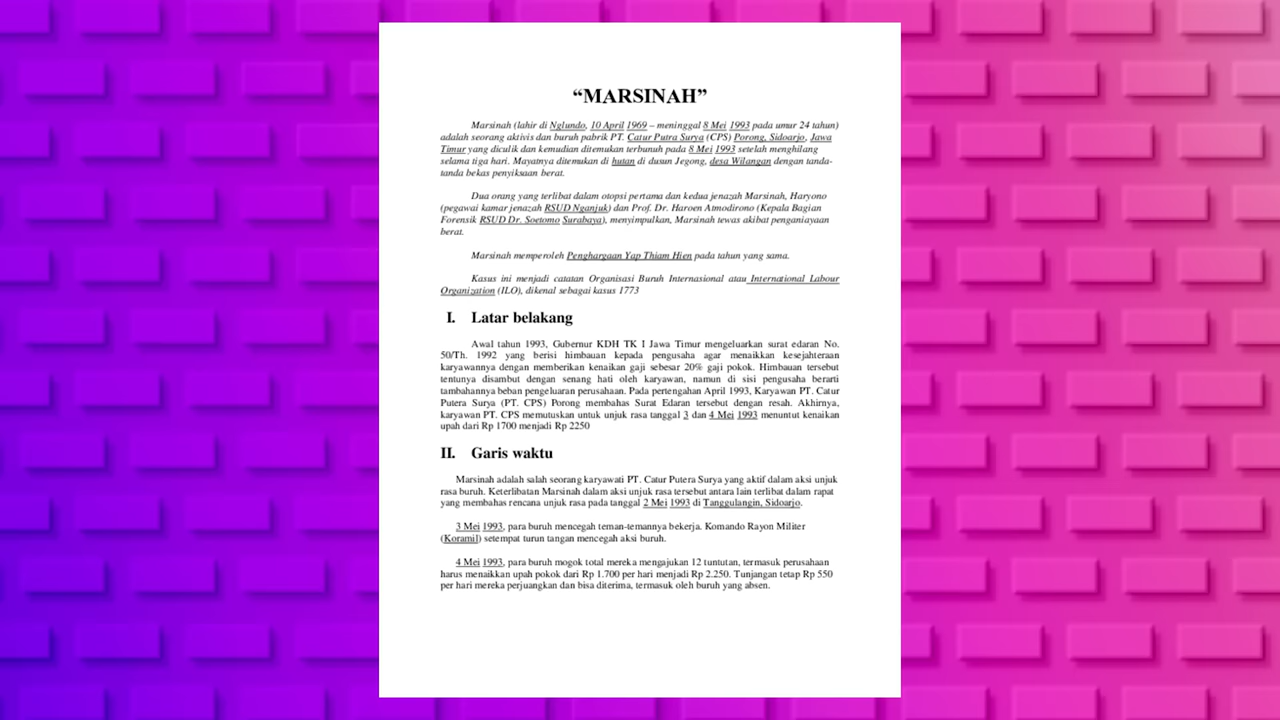 “MARSINAH”
Marsinah (lahir di Nglundo, 10 April 1969 – meninggal 8 Mei 1993 pada umur 24 tahun)
adalah seorang aktivis dan buruh pabrik PT. Catur Putra Surya (CPS) Porong, Sidoarjo, Jawa
Timur yang diculik dan kemudian ditemukan terbunuh pada 8 Mei 1993 setelah menghilang
selama tiga hari. Mayatnya ditemukan di hutan di dusun Jegong, desa Wilangan dengan tanda-
tanda bekas penyiksaan berat.
Dua orang yang terlibat dalam otopsi pertama dan kedua jenazah Marsinah, Haryono
(pegawai kamar jenazah RSUD Nganjuk) dan Prof. Dr. Haroen Atmodirono (Kepala Bagian
Forensik RSUD Dr. Soetomo Surabaya), menyimpulkan, Marsinah tewas akibat penganiayaan
berat.
Marsinah memperoleh Penghargaan Yap Thiam Hien pada tahun yang sama.
Kasus ini menjadi catatan Organisasi Buruh Internasional atau International Labour
Organization (ILO), dikenal sebagai kasus 1773
I. Latar belakang
Awal tahun 1993, Gubernur KDH TK I Jawa Timur mengeluarkan surat edaran No.
50/Th. 1992 yang berisi himbauan kepada pengusaha agar menaikkan kesejahteraan
karyawannya dengan memberikan kenaikan gaji sebesar 20% gaji pokok. Himbauan tersebut
tentunya disambut dengan senang hati oleh karyawan, namun di sisi pengusaha berarti
tambahannya beban pengeluaran perusahaan. Pada pertengahan April 1993, Karyawan PT. Catur
Putera Surya (PT. CPS) Porong membahas Surat Edaran tersebut dengan resah. Akhirnya,
karyawan PT. CPS memutuskan untuk unjuk rasa tanggal 3 dan 4 Mei 1993 menuntut kenaikan
upah dari Rp 1700 menjadi Rp 2250
II. Garis waktu
Marsinah adalah salah seorang karyawati PT. Catur Putera Surya yang aktif dalam aksi unjuk
rasa buruh. Keterlibatan Marsinah dalam aksi unjuk rasa tersebut antara lain terlibat dalam rapat
yang membahas rencana unjuk rasa pada tanggal 2 Mei 1993 di Tanggulangin, Sidoarjo.
3 Mei 1993, para buruh mencegah teman-temannya bekerja. Komando Rayon Militer
(Koramil) setempat turun tangan mencegah aksi buruh.
4 Mei 1993, para buruh mogok total mereka mengajukan 12 tuntutan, termasuk perusahaan
harus menaikkan upah pokok dari Rp 1.700 per hari menjadi Rp 2.250. Tunjangan tetap Rp 550
per hari mereka perjuangkan dan bisa diterima, termasuk oleh buruh yang absen.